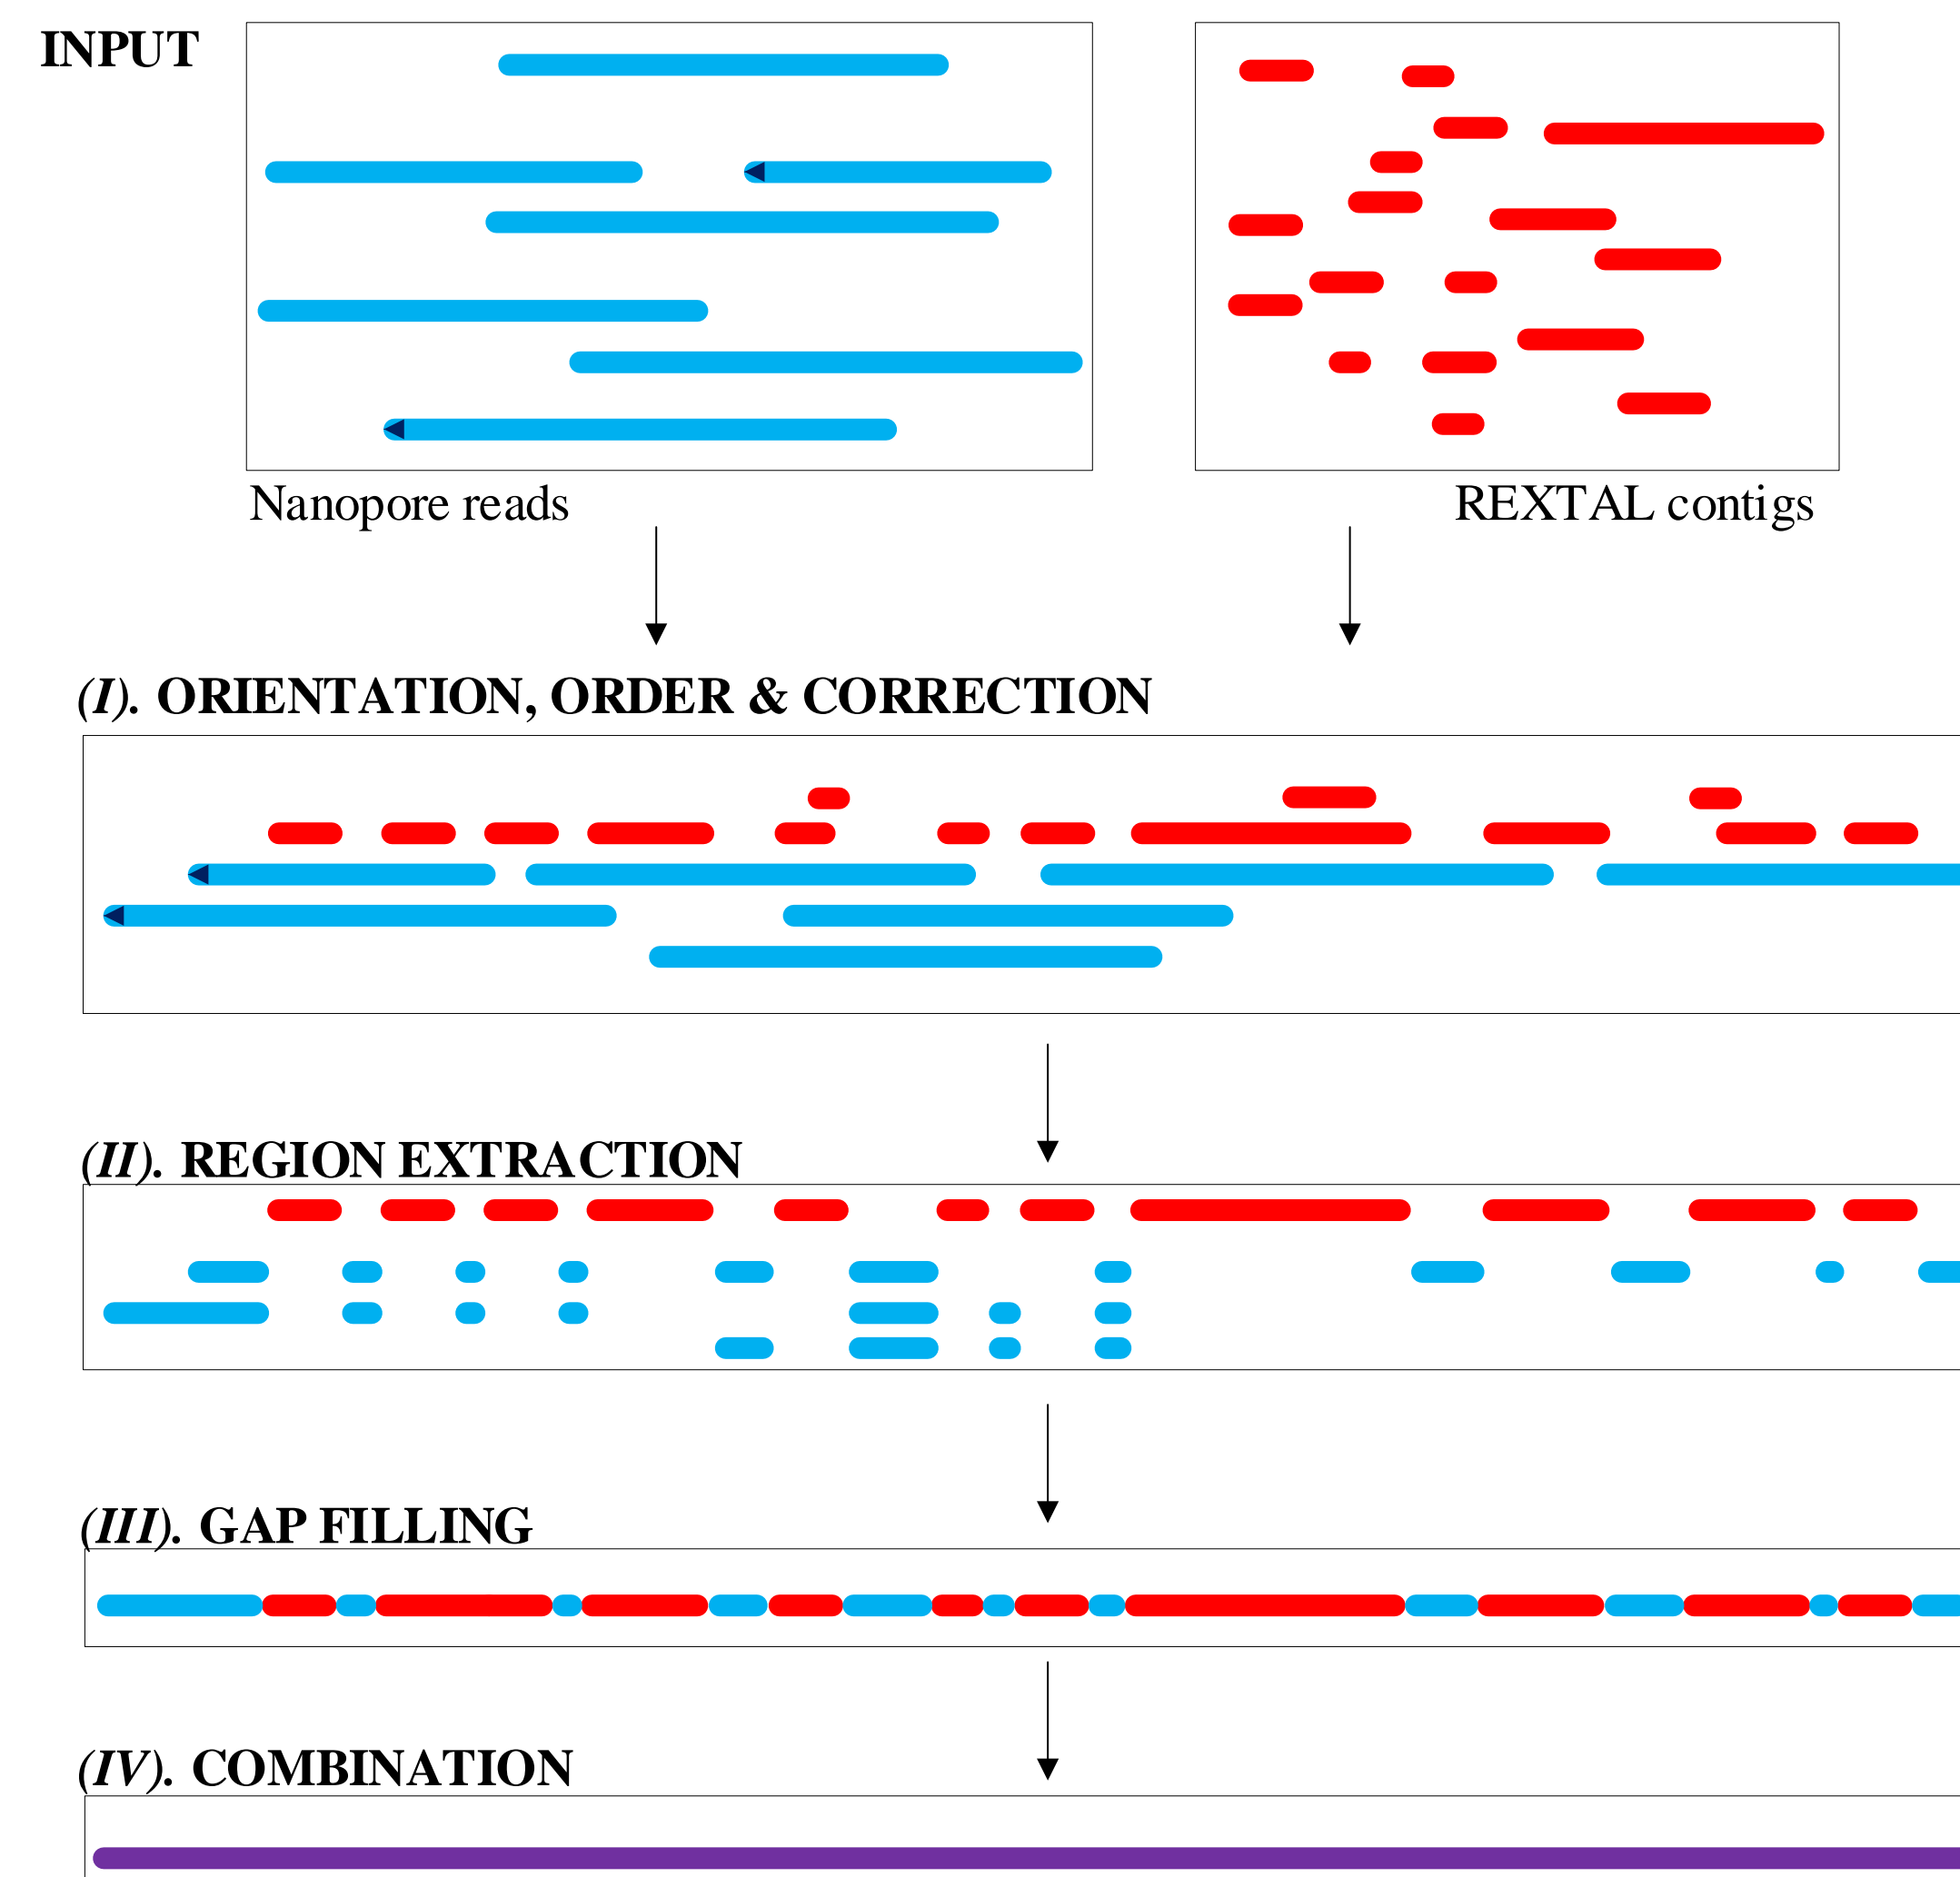 INPUT
Nanopore reads
REXTAL contigs
(I). ORIENTATION, ORDER & CORRECTION
(II). REGION EXTRACTION
(III). GAP FILLING
(IV). COMBINATION